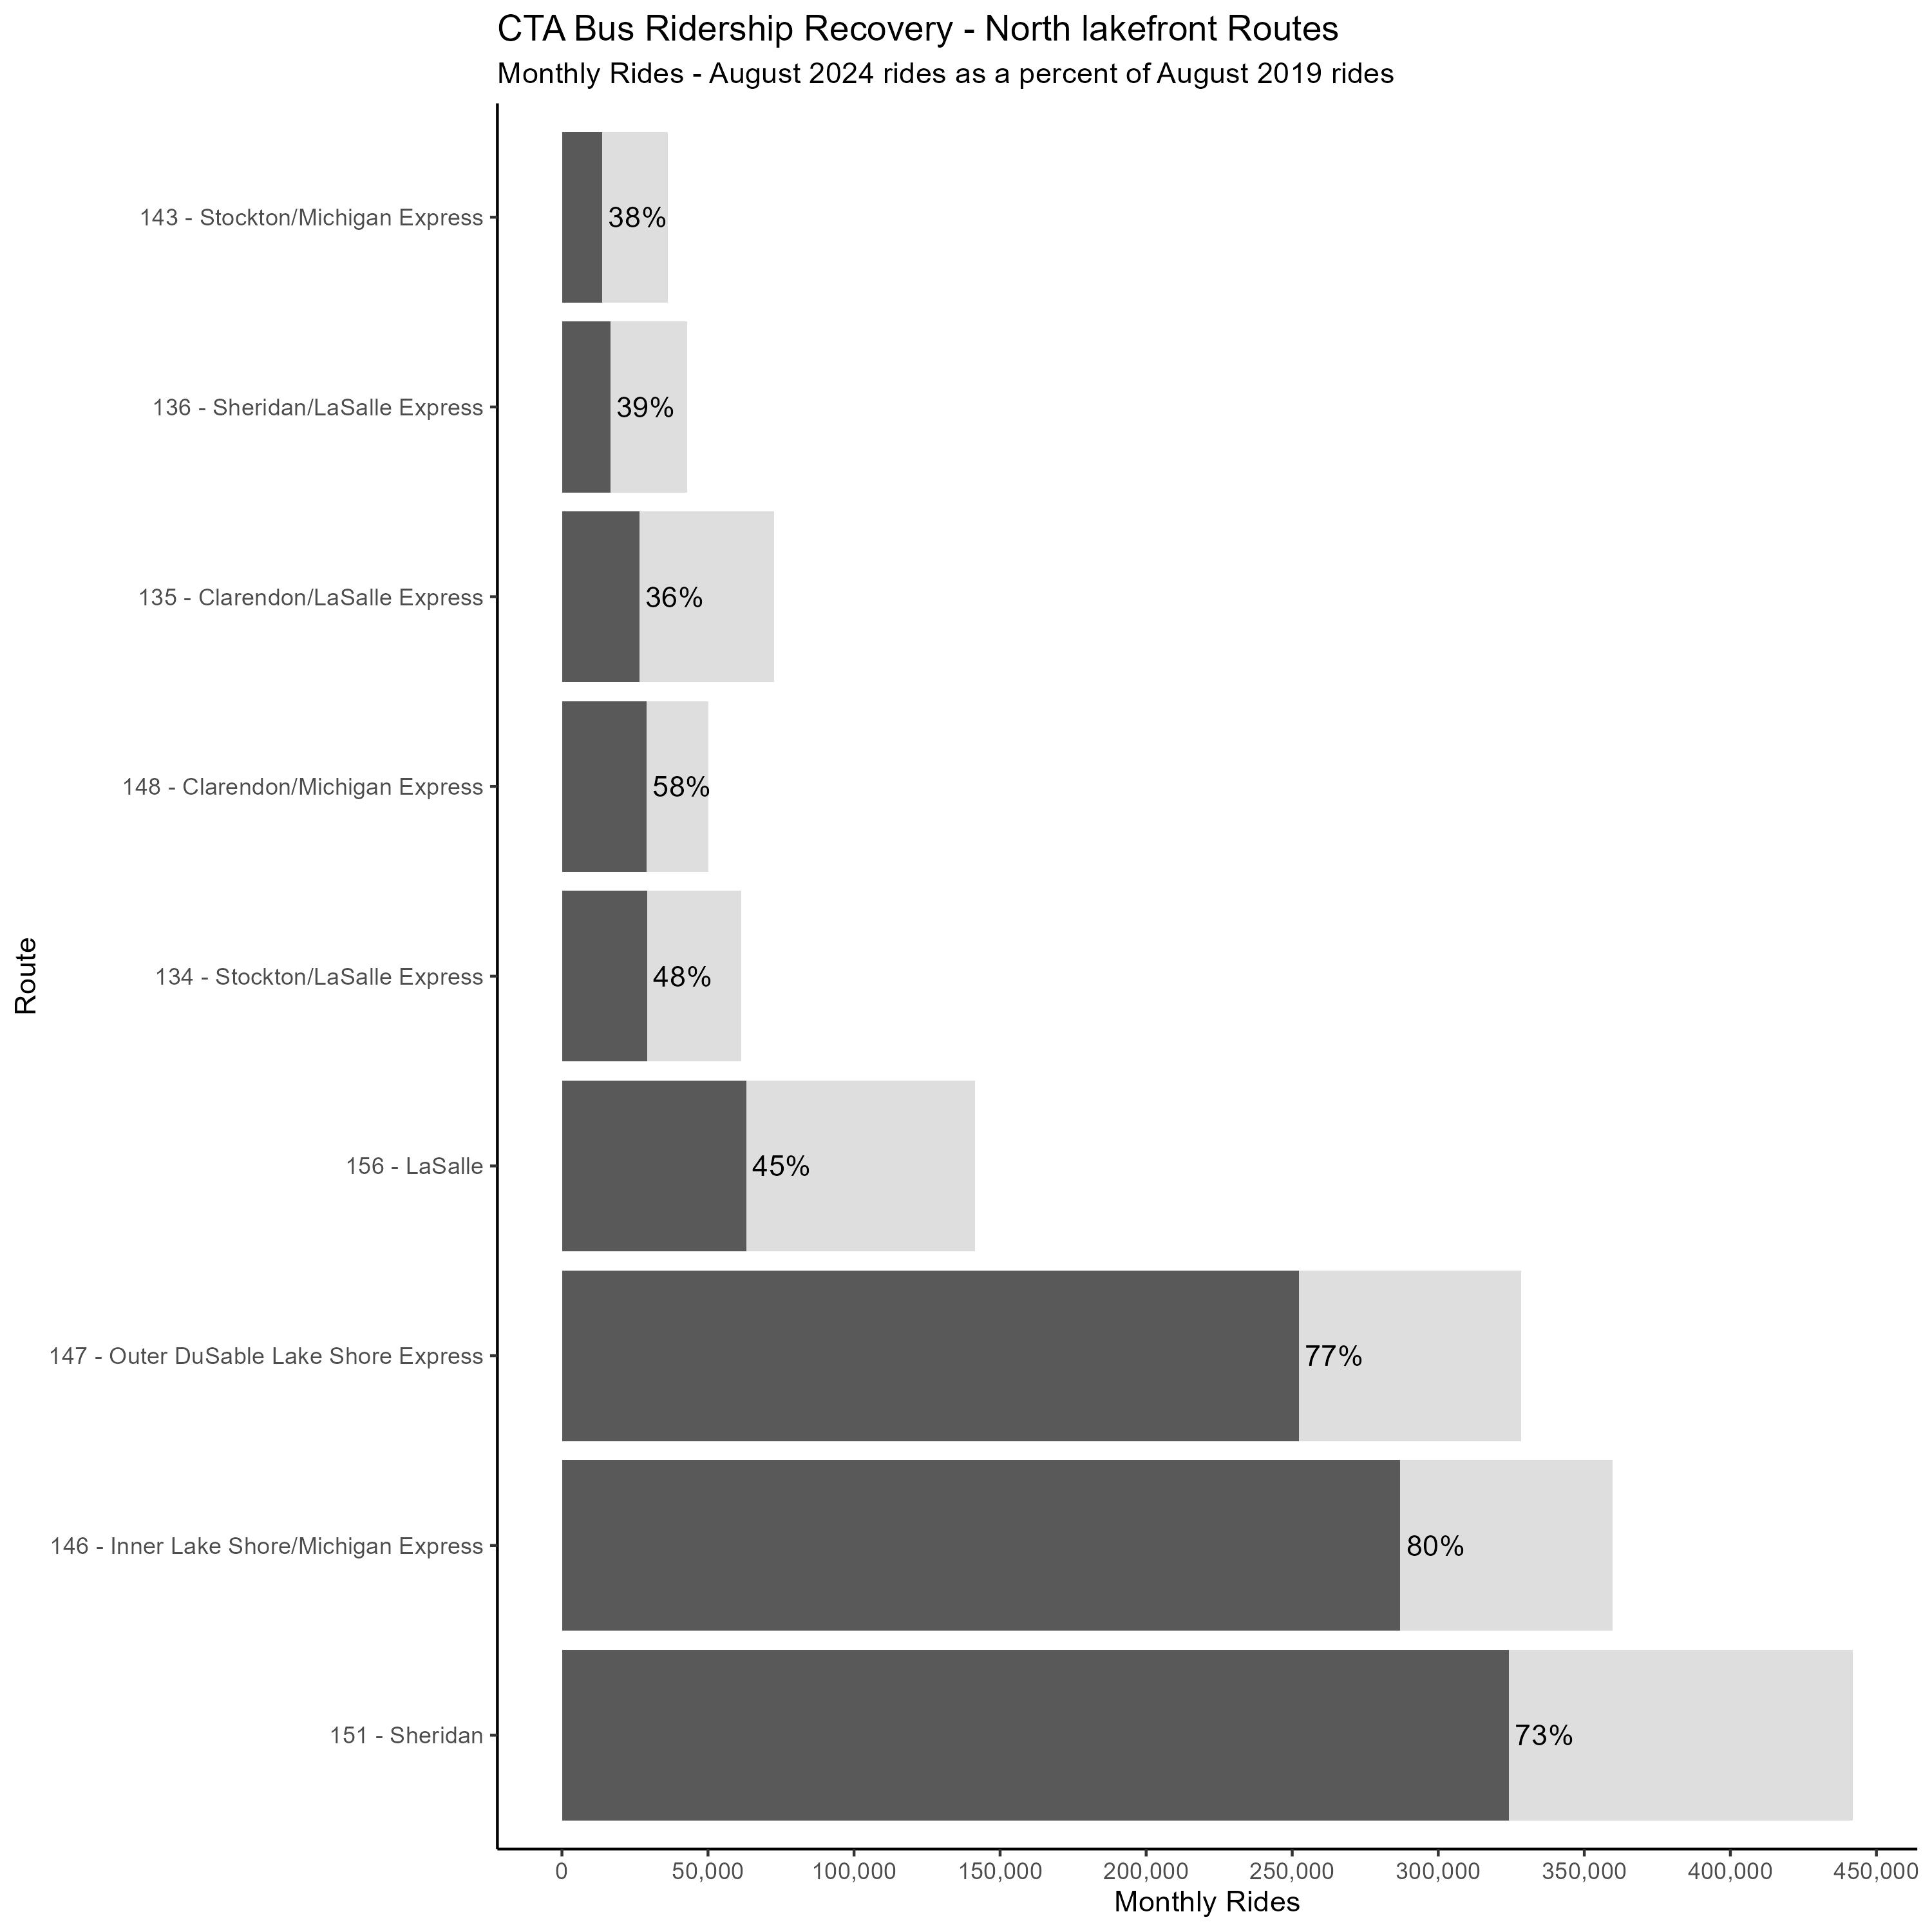 CTA Bus Ridership Recovery - North lakefront Routes
Monthly Rides - August 2024 rides as a percent of August 2019 rides
143 - Stockton/Michigan Express
38%
136 - Sheridan/LaSalle Express
39%
135 - Clarendon/LaSalle Express
36%
148 - Clarendon/Michigan Express
58%
134 - Stockton/LaSalle Express
48%
156 - LaSalle
45%
147 - Outer DuSable Lake Shore Express
77%
146 - Inner Lake Shore/Michigan Express
80%
151 - Sheridan
73%
Route
0 50,000 100,000 150,000 200,000 250,000 300,000 350,000 400,000 450,000
Monthly Rides